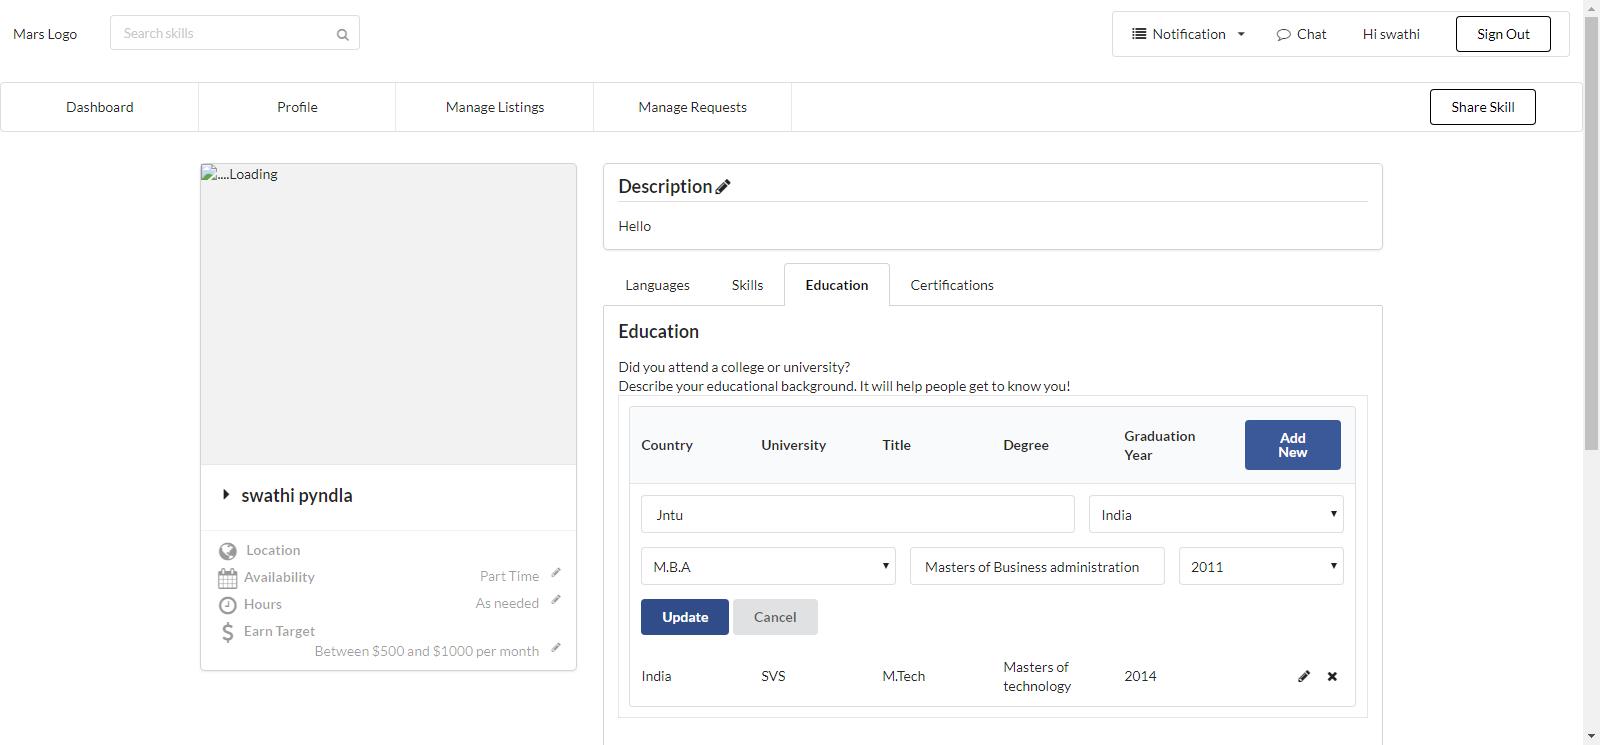 Mars Logo
Search skills
Notification
Chat
Hi swathi
Sign Out
Dashboard
Profile
Manage Listings
Manage Requests
Share Skill
....Loading
swathi pyndla
Location
Availability
Part Time
Hours
As needed
Earn Target
Between $500 and $1000 per month
Description
Hello
Languages
Skills
Education
Certifications
Education
Did you attend a college or university?
Describe your educational background. It will help people get to know you!
Country
University
Title
Degree
Graduation
Year
Add
New
Jntu
India
M.B.A
Masters of Business administration
2011
Update
Cancel
India
SVS
M.Tech
Masters of
technology
2014